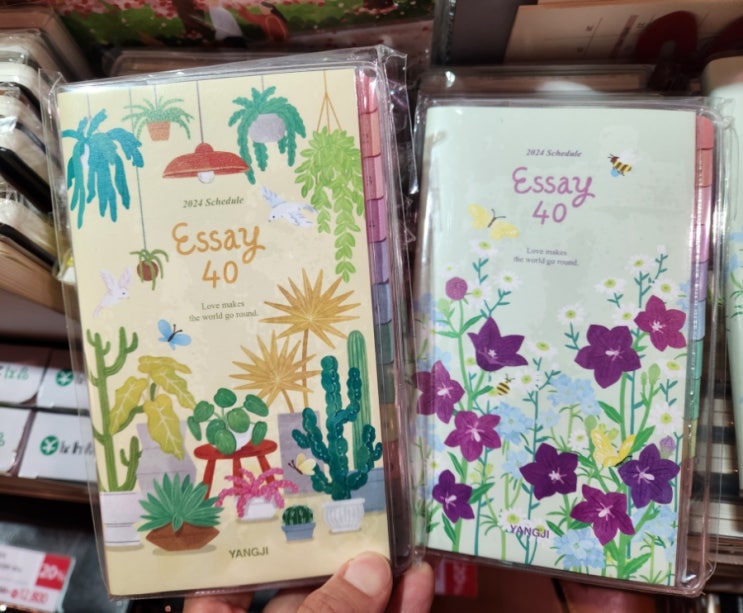 2024 Schedule
Essay
40
Love makes
the world go round.
YANGJI
2024 Schedule
Essay
40
Love makes
the world go round.
YANGJI
20%